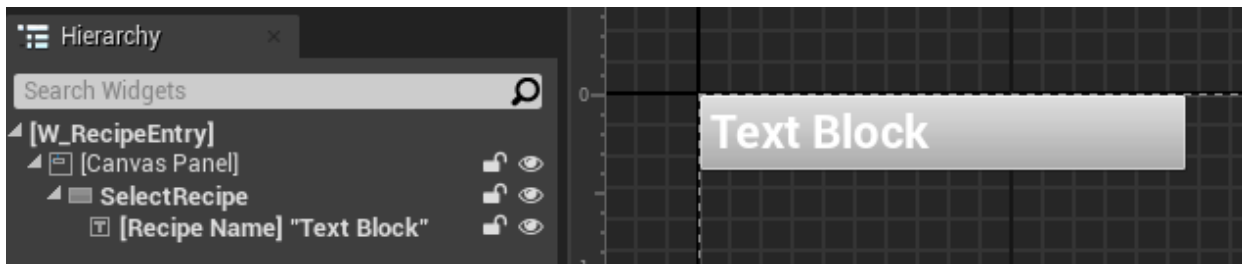 Hierarchy
Search Widgets
[W_RecipeEntry]
[Canvas Panel]
SelectRecipe
T [Recipe Name] "Text Block"
0
Text Block